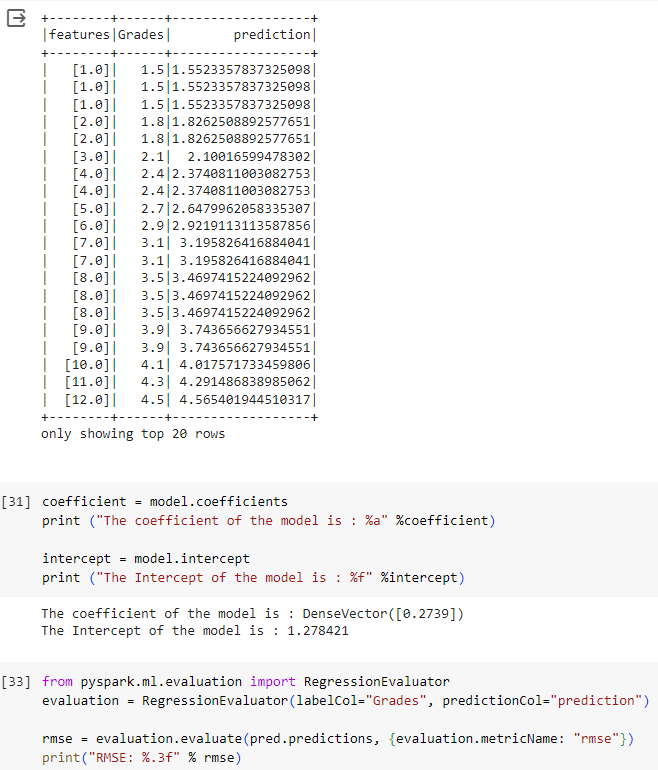 +--------+------+------------------+
|features|Grades|        prediction|
+--------+------+------------------+
|   [1.0]|   1.5|1.5523357837325098|
|   [1.0]|   1.5|1.5523357837325098|
|   [1.0]|   1.5|1.5523357837325098|
|   [2.0]|   1.8|1.8262508892577651|
|   [2.0]|   1.8|1.8262508892577651|
|   [3.0]|   2.1|  2.10016599478302|
|   [4.0]|   2.4|2.3740811003082753|
|   [4.0]|   2.4|2.3740811003082753|
|   [5.0]|   2.7|2.6479962058335307|
|   [6.0]|   2.9|2.9219113113587856|
|   [7.0]|   3.1| 3.195826416884041|
|   [7.0]|   3.1| 3.195826416884041|
|   [8.0]|   3.5|3.4697415224092962|
|   [8.0]|   3.5|3.4697415224092962|
|   [8.0]|   3.5|3.4697415224092962|
|   [9.0]|   3.9| 3.743656627934551|
|   [9.0]|   3.9| 3.743656627934551|
|  [10.0]|   4.1| 4.017571733459806|
|  [11.0]|   4.3| 4.291486838985062|
|  [12.0]|   4.5| 4.565401944510317|
+--------+------+------------------+
only showing top 20 rows
[31] coefficient = model.coefficients
print ("The coefficient of the model is : %a" %coefficient)
intercept = model.intercept
print ("The Intercept of the model is : %f" %intercept)
The coefficient of the model is : DenseVector([0.2739])
The Intercept of the model is : 1.278421
[33] from pyspark.ml.evaluation import RegressionEvaluator
evaluation = RegressionEvaluator(labelCol="Grades", predictionCol="prediction")
rmse = evaluation.evaluate(pred.predictions, {evaluation.metricName: "rmse"})
print("RMSE: %.3f" % rmse)